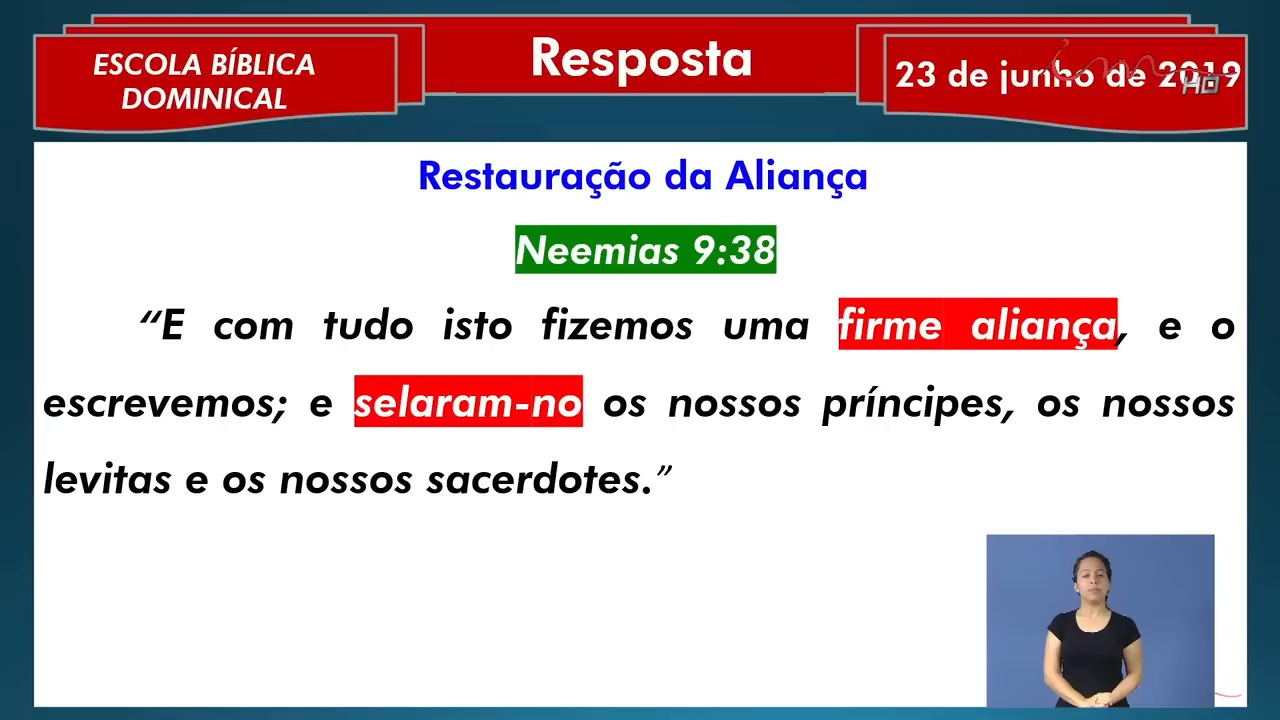 ESCOLA BÍBLICA
DOMINICAL
Resposta
23 de junho de 2019
HD
Restauração da Aliança
Neemias 9:38
“E com tudo isto fizemos uma firme aliança, e o
escrevemos; e selaram-no os nossos príncipes, os nossos
levitas e os nossos sacerdotes.”